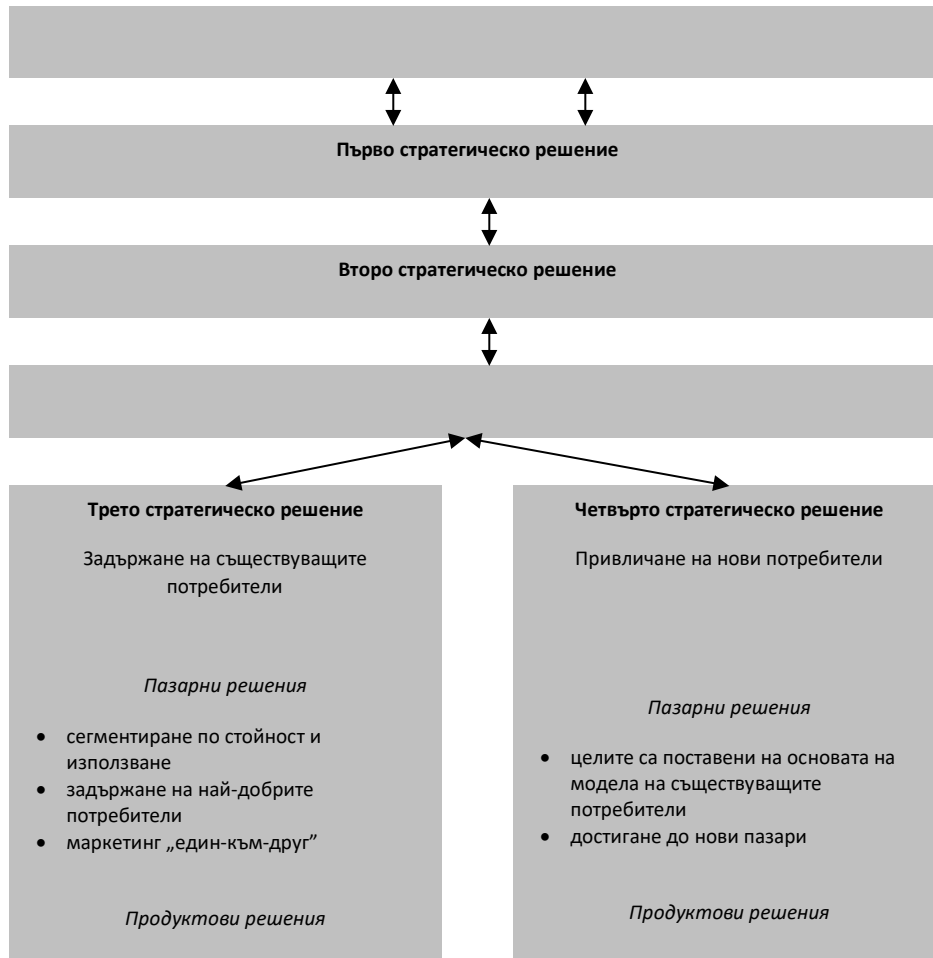 Първо стратегическо решение
Второ стратегическо решение
Трето стратегическо решение
Задържане на съществуващите
потребители
Пазарни решения
• сегментиране по стойност и
използване
• задържане на най-добрите
потребители
• маркетинг „един-към-друг”
Продуктови решения
Четвърто стратегическо решение
Привличане на нови потребители
Пазарни решения
• целите са поставени на основата на
модела на съществуващите
потребители
• достигане до нови пазари
Продуктови решения